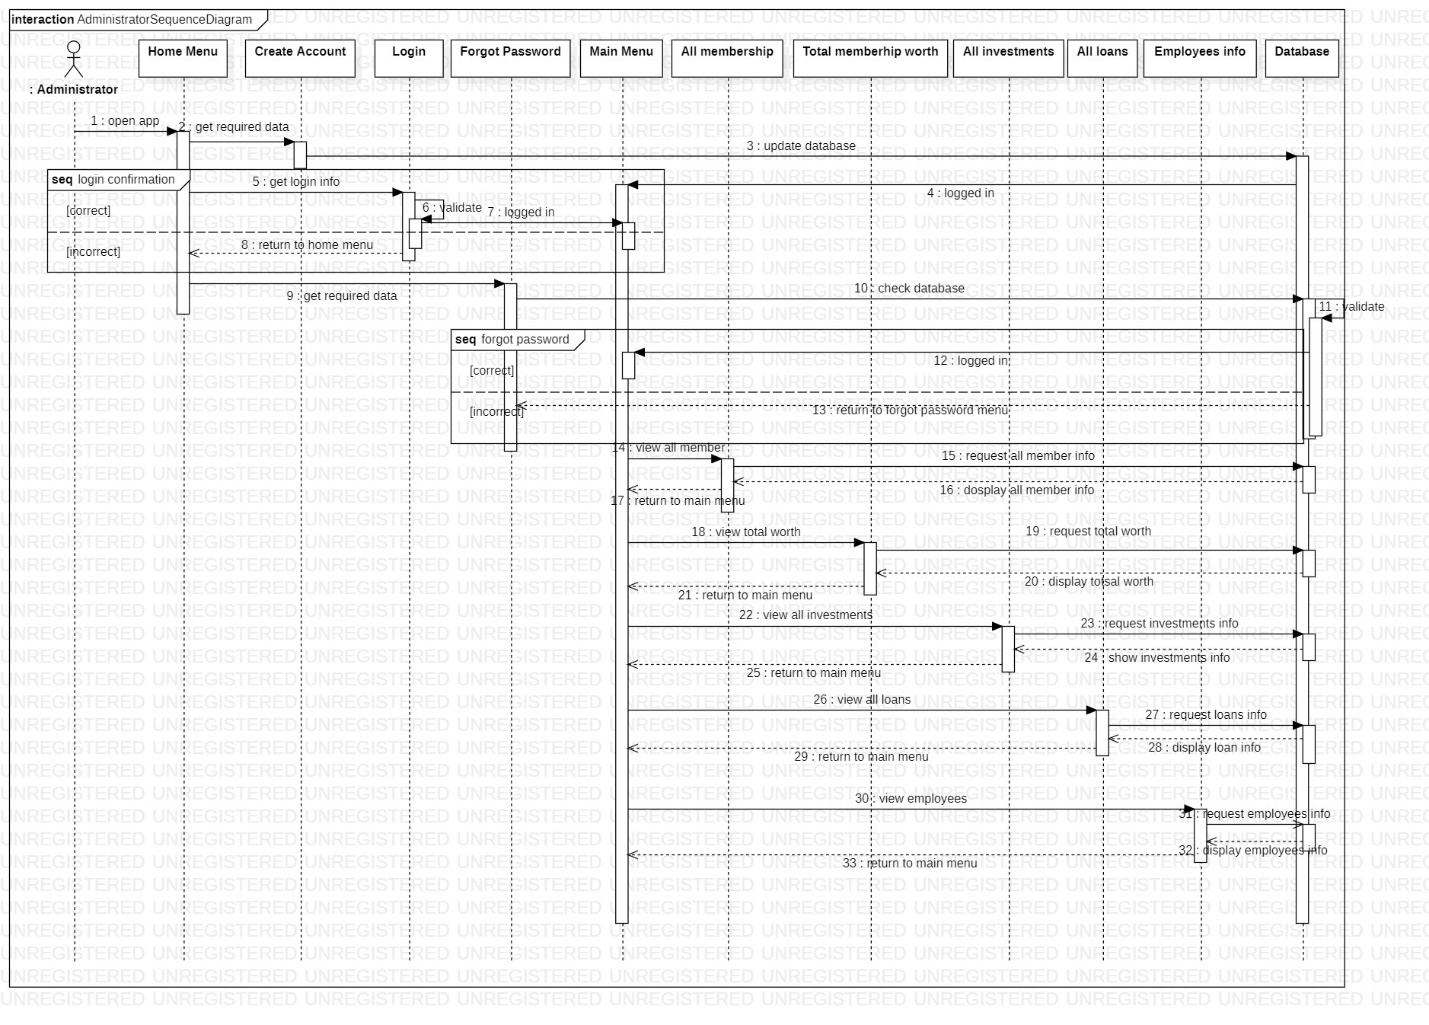 interaction AdministratorSequenceDiagram
: Administrator
Home Menu
Create Account
Login
Forgot Password
Main Menu
All membership
Total memberhip worth
All investments
All loans
Employees info
Database
1 : open app
2 : get required data
3 : update database
4 : logged in
seq login confirmation
5 : get login info
[correct]
6 : validate
7 : logged in
8 : return to home menu
[incorrect]
9 : get required data
10 : check database
11 : validate
seq forgot password
12 : logged in
[correct]
13 : return to forgot password menu
[incorrect]
14 : view all member
15 : request all member info
16 : dosplay all member info
17 : return to main menu
18 : view total worth
19 : request total worth
20 : display totsal worth
21 : return to main menu
22 : view all investments
23 : request investments info
24 : show investments info
25 : return to main menu
26 : view all loans
27 : request loans info
28 : display loan info
29 : return to main menu
30 : view employees
31 : request employees info
32 : display employees info
33 : return to main menu
UNREGISTERED